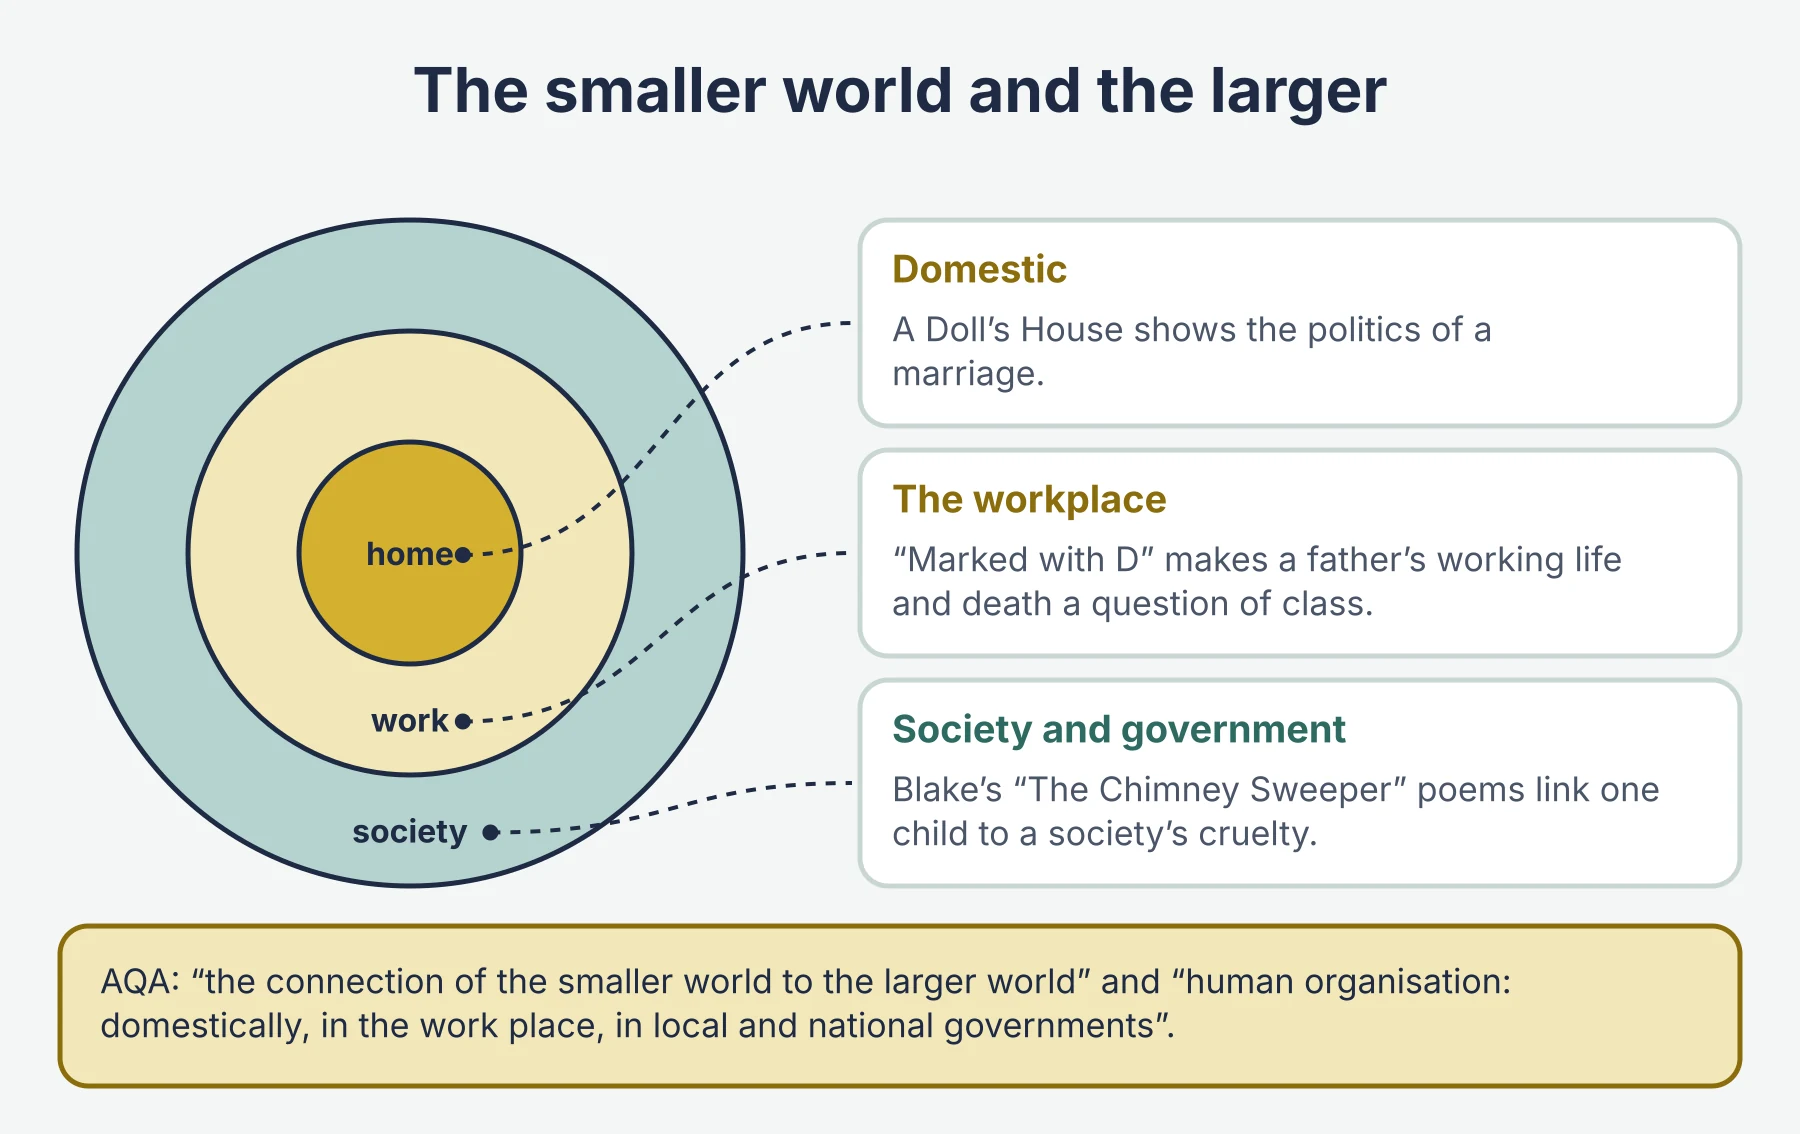 The smaller world and the larger
home
work
society
Domestic
A Doll’s House shows the politics of a
marriage.
The workplace
“Marked with D” makes a father’s working life
and death a question of class.
Society and government
Blake’s “The Chimney Sweeper” poems link one
child to a society’s cruelty.
AQA: “the connection of the smaller world to the larger world” and “human organisation:
domestically, in the work place, in local and national governments”.